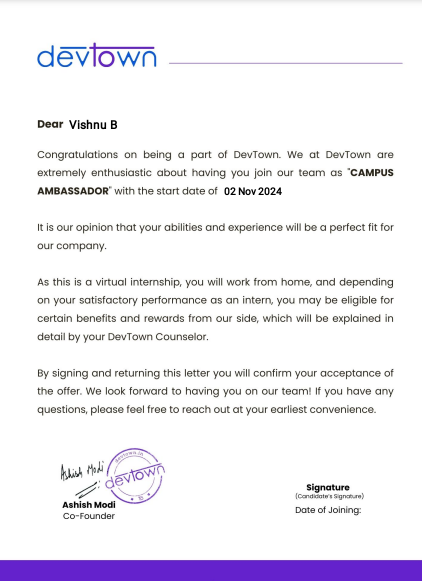 devtown
Dear Vishnu B
Congratulations on being a part of DevTown. We at DevTown are
extremely enthusiastic about having you join our team as "CAMPUS
AMBASSADOR" with the start date of 02 Nov 2024
It is our opinion that your abilities and experience will be a perfect fit for
our company.
As this is a virtual internship, you will work from home, and depending
on your satisfactory performance as an intern, you may be eligible for
certain benefits and rewards from our side, which will be explained in
detail by your DevTown Counselor.
By signing and returning this letter you will confirm your acceptance of
the offer. We look forward to having you on our team! If you have any
questions, please feel free to reach out at your earliest convenience.
Ashish Modi
devtown.in
devtown
Ashish Modi
Co-Founder
Signature
(Candidate's Signature)
Date of Joining: